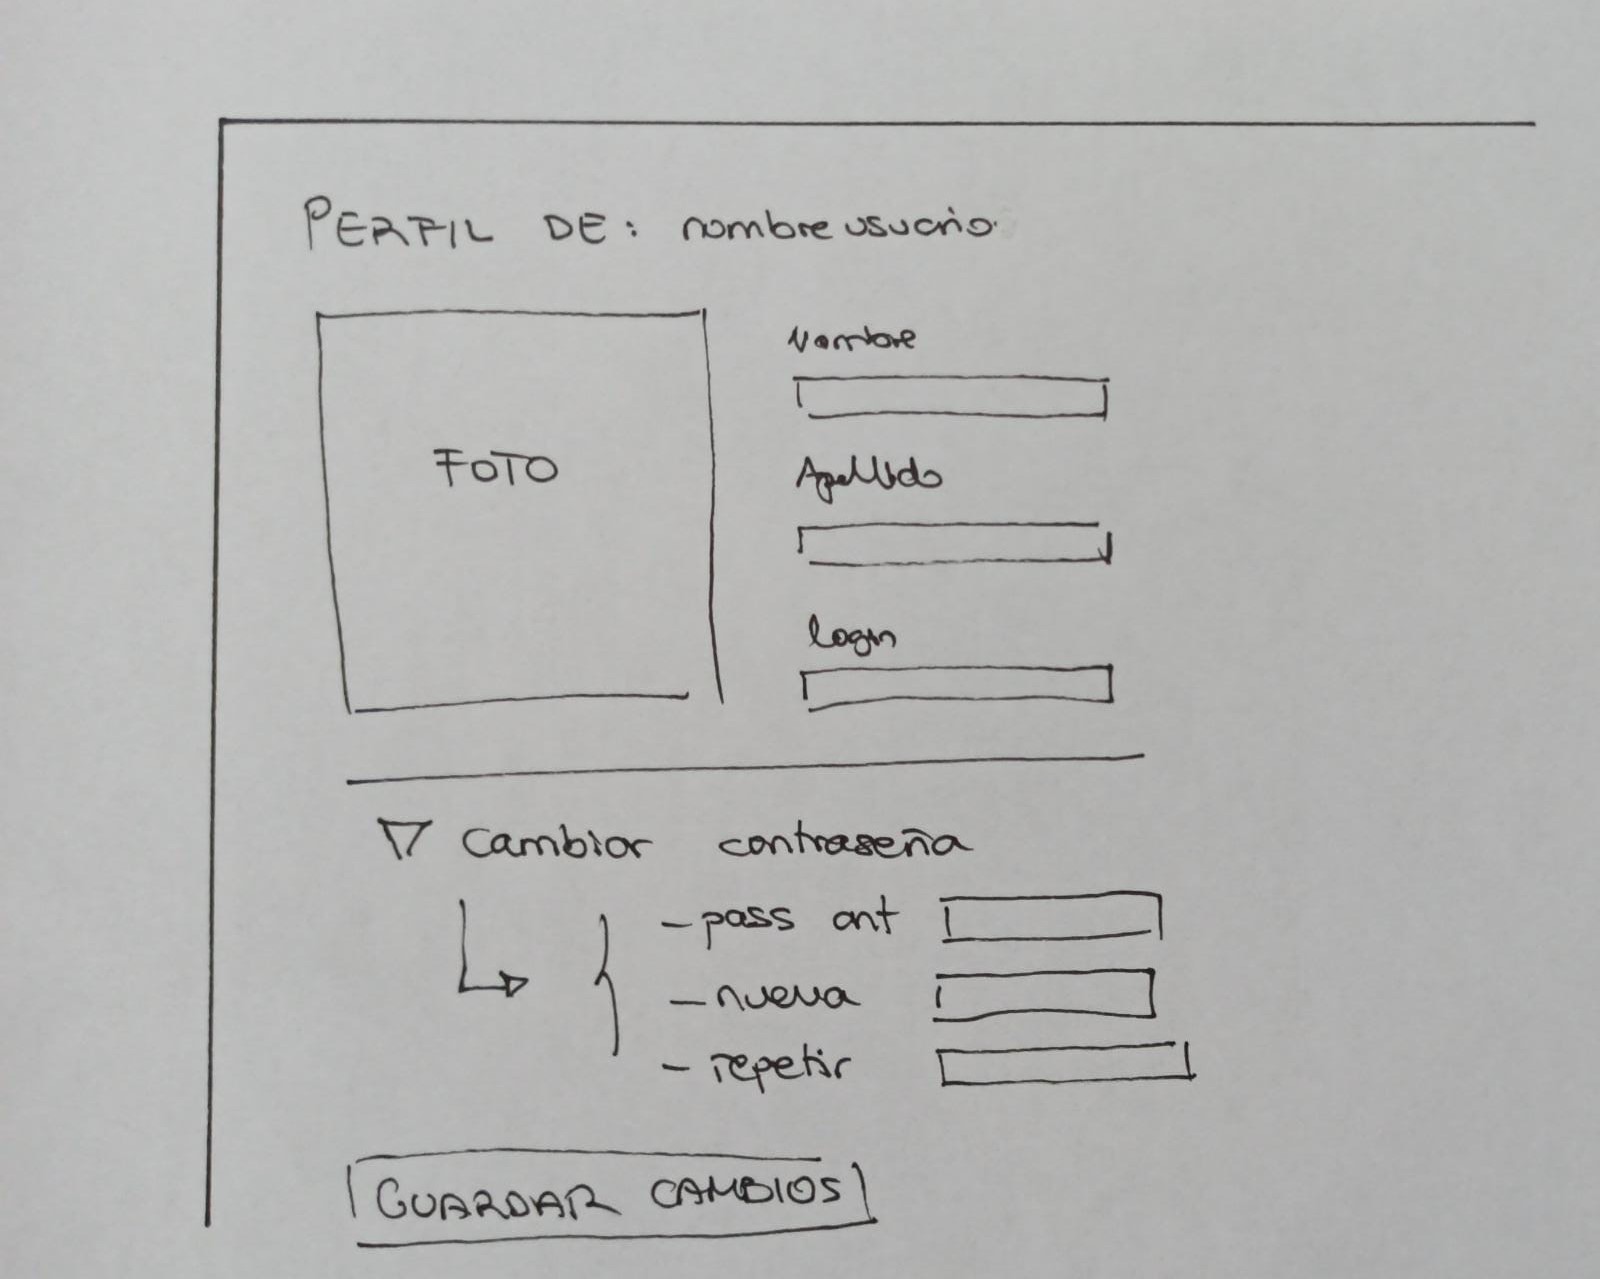 PERFIL DE: nombre usuario
FOTO
Nombre
Apellido
login
Cambiar contraseña
- pass ant
- nueva
- repetir
GUARDAR CAMBIOS